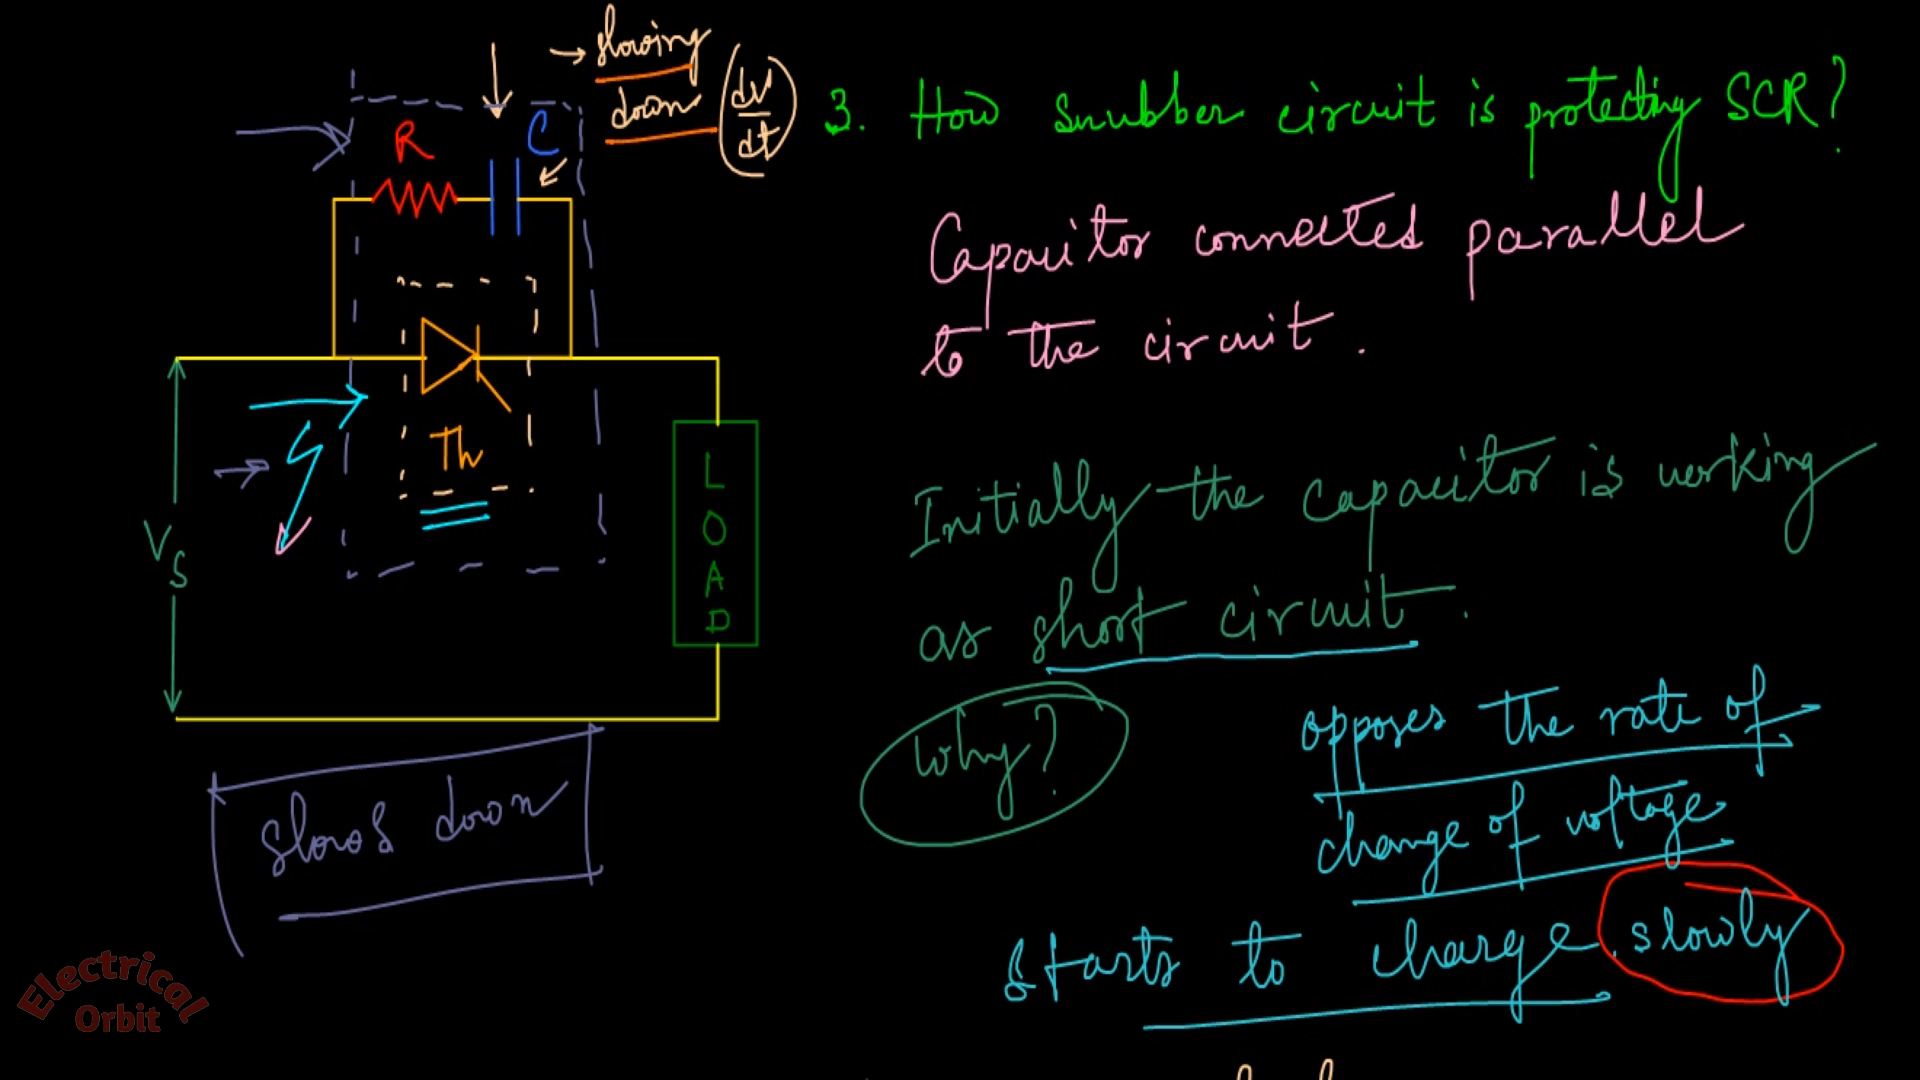 → slowing
down (dv/dt)
R
C
Th
Vs
L
O
A
D
slows down
3. How Snubber circuit is protecting SCR?
Capacitor connected parallel
to the circuit.
Initially the capacitor is working
as short circuit.
Why?
opposes the rate of
change of voltage
starts to charge slowly
Electrical
Orbit